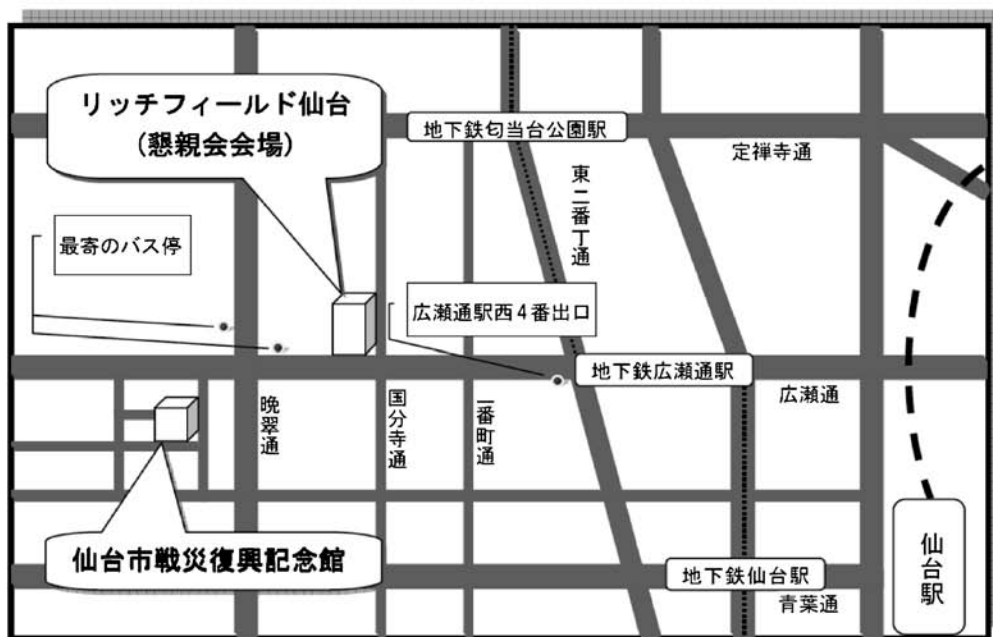 リッチフィールド仙台
(懇親会会場)
地下鉄匂当台公園駅
定禅寺通
東二番丁通
最寄のバス停
広瀬通駅西4番出口
地下鉄広瀬通駅
広瀬通
晩翠通
国分寺通
一番町通
仙台市戦災復興記念館
地下鉄仙台駅
青葉通
仙台駅